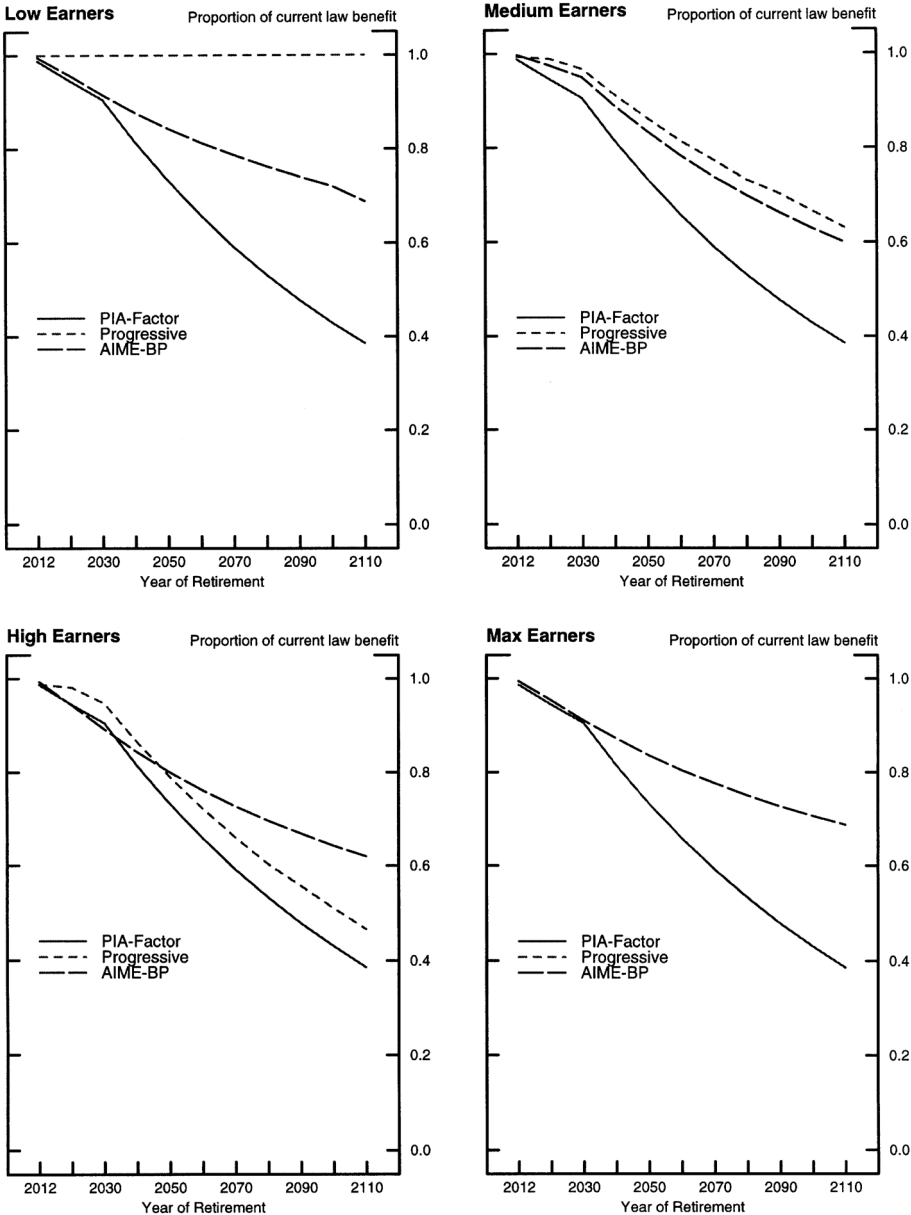 Low Earners
Proportion of current law benefit
1.0
0.8
0.6
0.4
0.2
0.0
PIA-Factor
Progressive
AIME-BP
2012 2030 2050 2070 2090 2110
Year of Retirement
Medium Earners
Proportion of current law benefit
1.0
0.8
0.6
0.4
0.2
0.0
PIA-Factor
Progressive
AIME-BP
2012 2030 2050 2070 2090 2110
Year of Retirement
High Earners
Proportion of current law benefit
1.0
0.8
0.6
0.4
0.2
0.0
PIA-Factor
Progressive
AIME-BP
2012 2030 2050 2070 2090 2110
Year of Retirement
Max Earners
Proportion of current law benefit
1.0
0.8
0.6
0.4
0.2
0.0
PIA-Factor
Progressive
AIME-BP
2012 2030 2050 2070 2090 2110
Year of Retirement